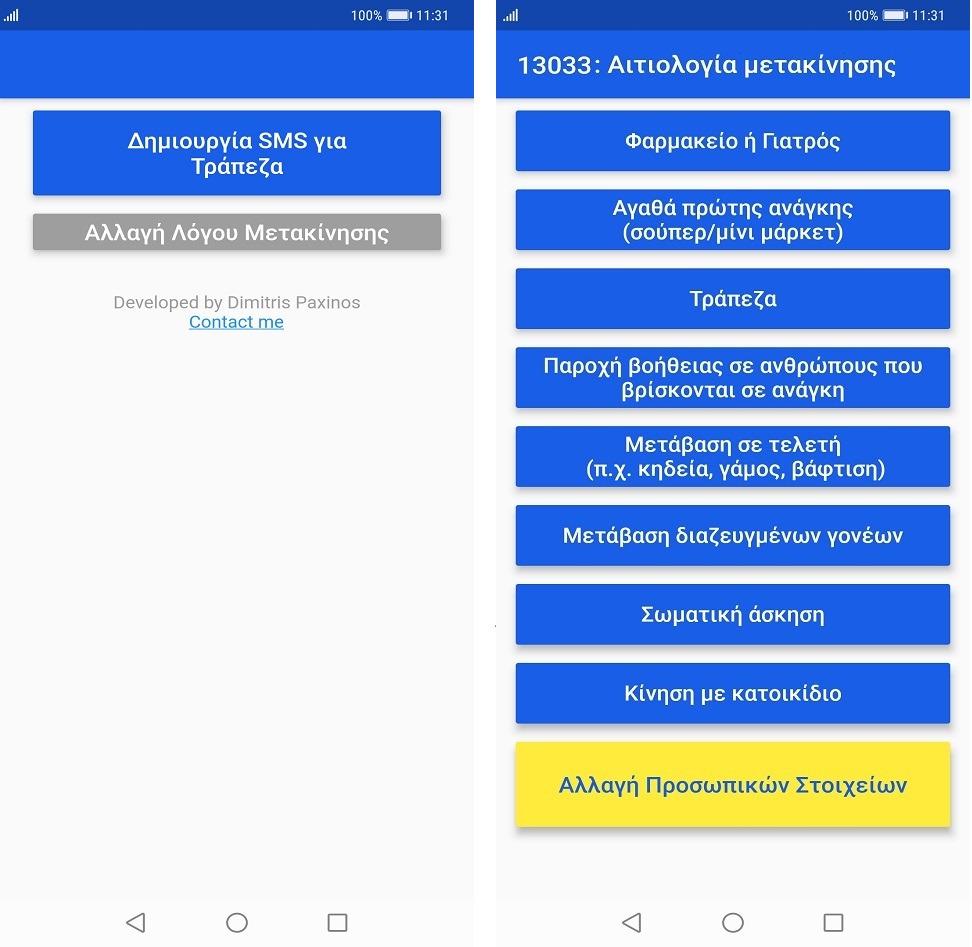 100% 11:31
Δημιουργία SMS για
Τράπεζα
Αλλαγή Λόγου Μετακίνησης
Developed by Dimitris Paxinos
Contact me
100% 11:31
13033: Αιτιολογία μετακίνησης
Φαρμακείο ή Γιατρός
Αγαθά πρώτης ανάγκης
(σούπερ/μίνι μάρκετ)
Τράπεζα
Παροχή βοήθειας σε ανθρώπους που
βρίσκονται σε ανάγκη
Μετάβαση σε τελετή
(π.χ. κηδεία, γάμος, βάφτιση)
Μετάβαση διαζευγμένων γονέων
Σωματική άσκηση
Κίνηση με κατοικίδιο
Αλλαγή Προσωπικών Στοιχείων